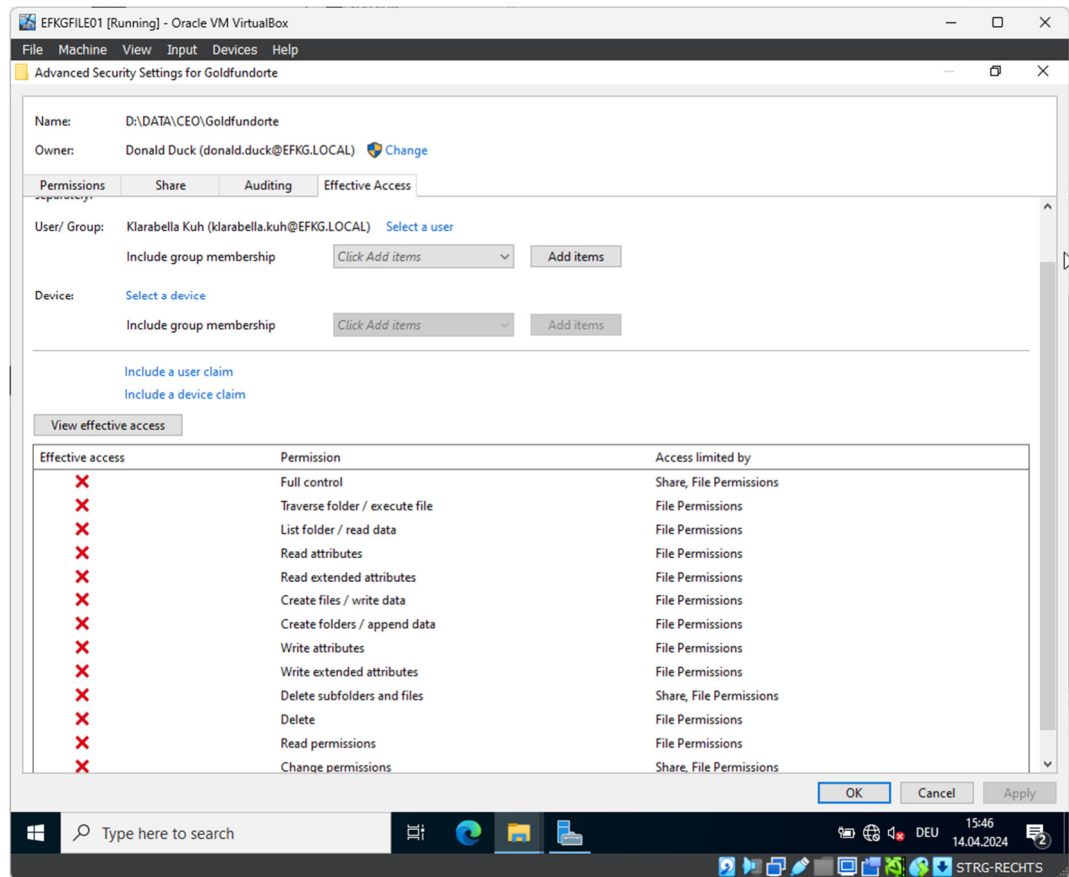 EFKGFILE01 [Running] - Oracle VM VirtualBox
File Machine View Input Devices Help
Advanced Security Settings for Goldfundorte
Name: D:\DATA\CEO\Goldfundorte
Owner: Donald Duck (donald.duck@EFKG.LOCAL) Change
Permissions Share Auditing Effective Access
separately.
User/ Group: Klarabella Kuh (klarabella.kuh@EFKG.LOCAL) Select a user
Include group membership Click Add items Add items
Device: Select a device
Include group membership Click Add items Add items
Include a user claim
Include a device claim
View effective access
Effective access Permission Access limited by
Full control Share, File Permissions
Traverse folder / execute file File Permissions
List folder / read data File Permissions
Read attributes File Permissions
Read extended attributes File Permissions
Create files / write data File Permissions
Create folders / append data File Permissions
Write attributes File Permissions
Write extended attributes File Permissions
Delete subfolders and files Share, File Permissions
Delete File Permissions
Read permissions File Permissions
Change permissions Share, File Permissions
OK Cancel Apply
Type here to search DEU 15:46
14.04.2024 2
STRG-RECHTS